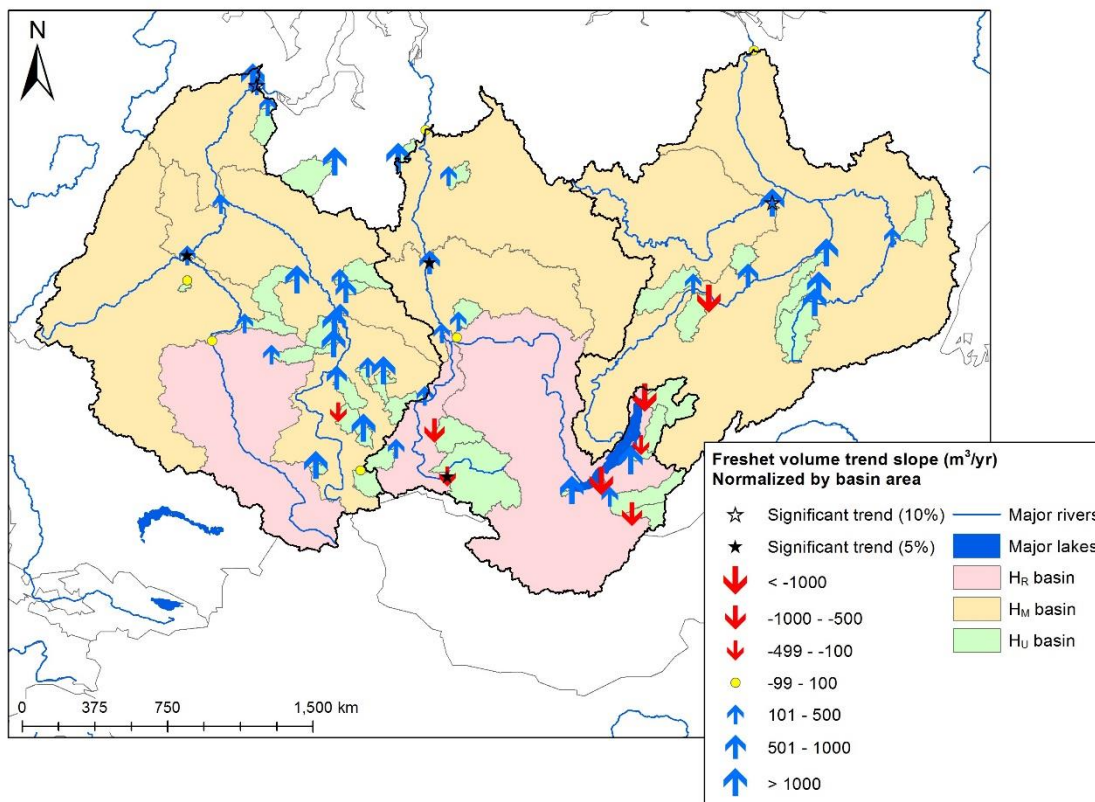 N
0 375 750 1,500 km
Freshet volume trend slope (m³/yr)
Normalized by basin area
Significant trend (10%)
Significant trend (5%)
< -1000
-1000 - -500
-499 - -100
-99 - 100
101 - 500
501 - 1000
> 1000
Major rivers
Major lakes
H_R basin
H_M basin
H_U basin